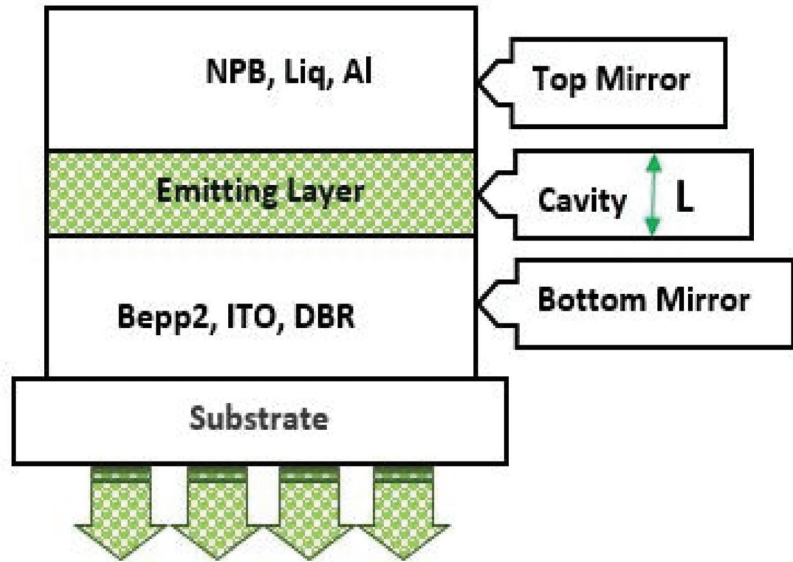 NPB, Liq, Al
Top Mirror
Emitting Layer
Cavity L
Bepp2, ITO, DBR
Bottom Mirror
Substrate